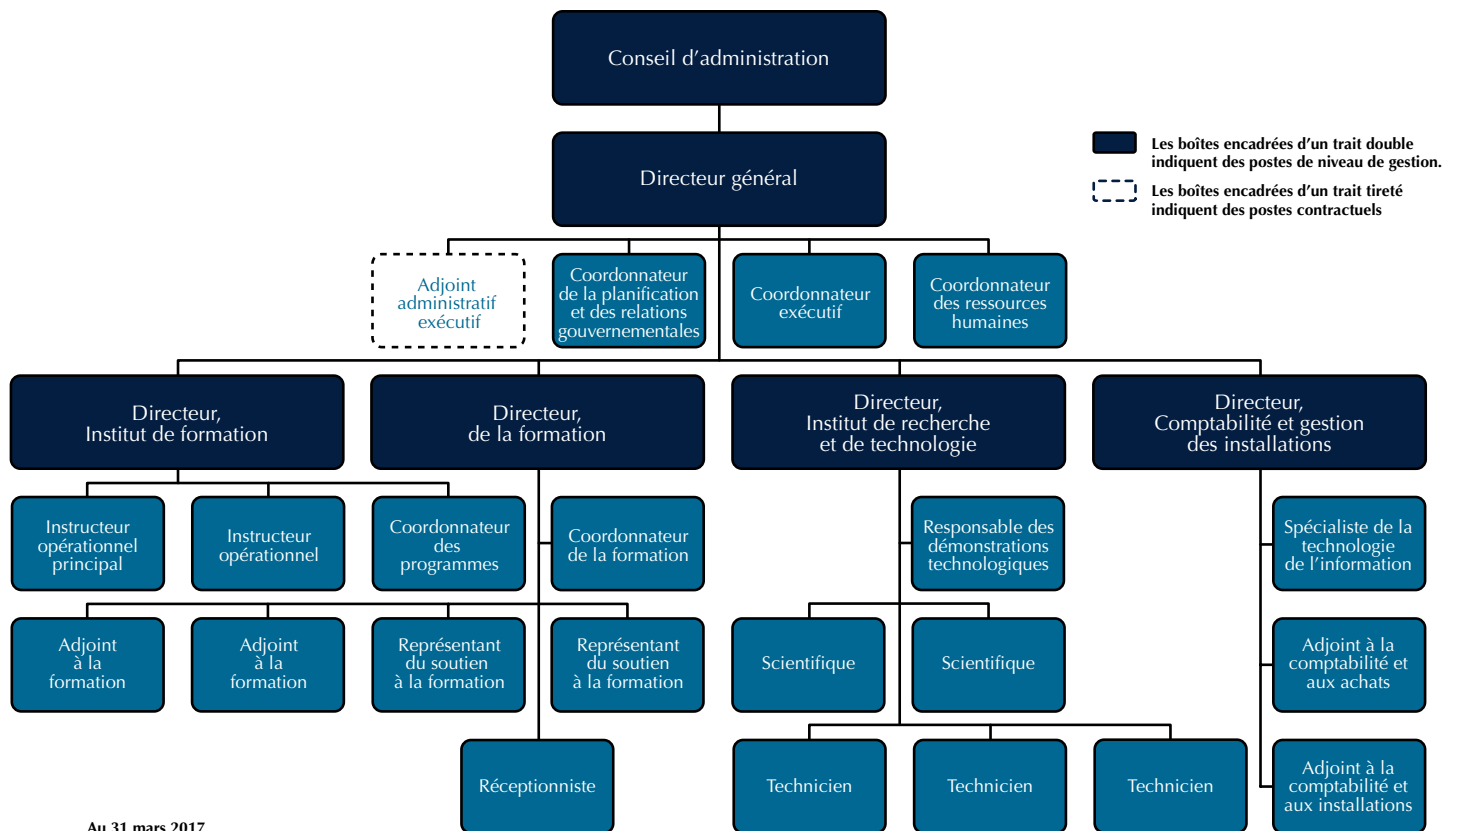 Conseil d'administration
Directeur général
Les boîtes encadrées d'un trait double
indiquent des postes de niveau de gestion.
Les boîtes encadrées d'un trait tireté
indiquent des postes contractuels
Adjoint
administratif
exécutif
Coordonnateur
de la planification
et des relations
gouvernementales
Coordonnateur
exécutif
Coordonnateur
des ressources
humaines
Directeur,
Institut de formation
Directeur,
de la formation
Directeur,
Institut de recherche
et de technologie
Directeur,
Comptabilité et gestion
des installations
Instructeur
opérationnel
principal
Instructeur
opérationnel
Coordonnateur
des
programmes
Coordonnateur
de la formation
Responsable des
démonstrations
technologiques
Spécialiste de la
technologie
de l'information
Adjoint
à la
formation
Adjoint
à la
formation
Représentant
du soutien
à la formation
Représentant
du soutien
à la formation
Scientifique
Scientifique
Adjoint à la
comptabilité et
aux achats
Réceptionniste
Technicien
Technicien
Technicien
Adjoint à la
comptabilité et
aux installations
Au 31 mars 2017